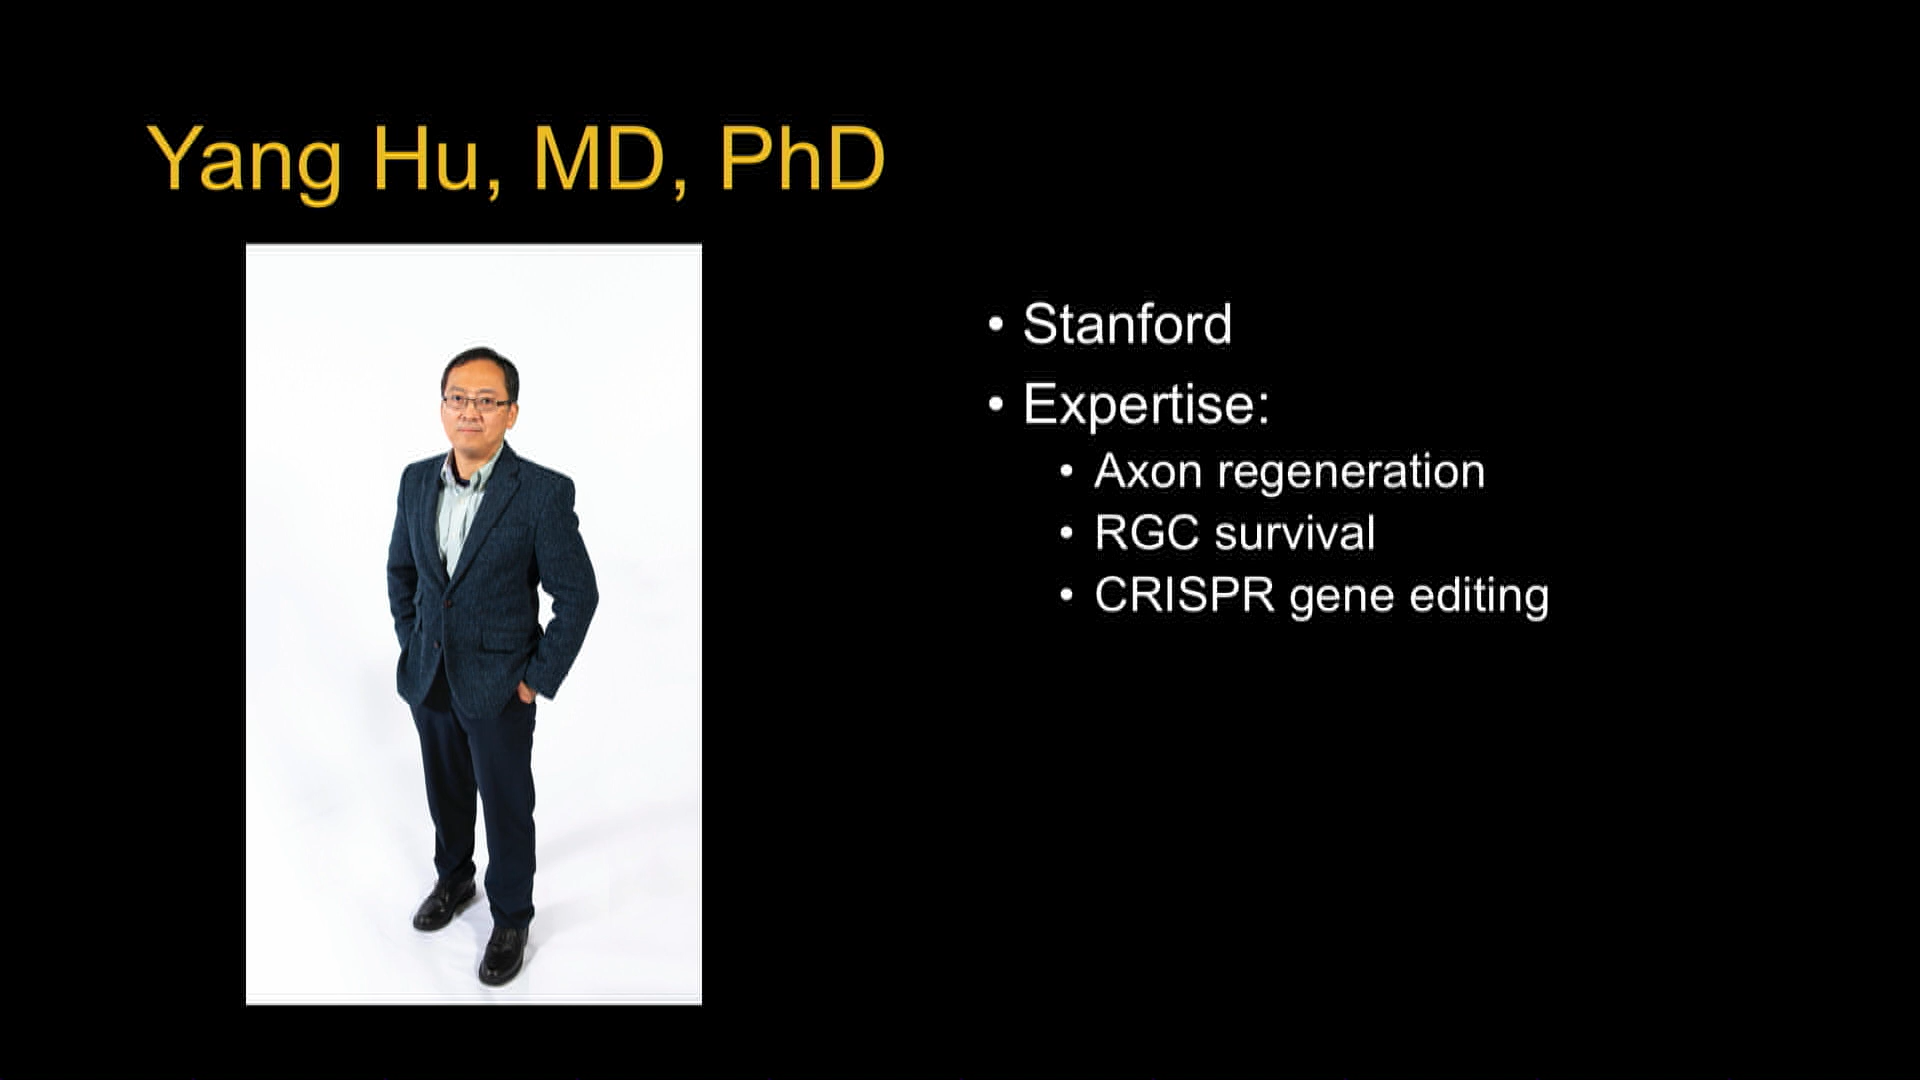 Yang Hu, MD, PhD
• Stanford
• Expertise:
• Axon regeneration
• RGC survival
• CRISPR gene editing